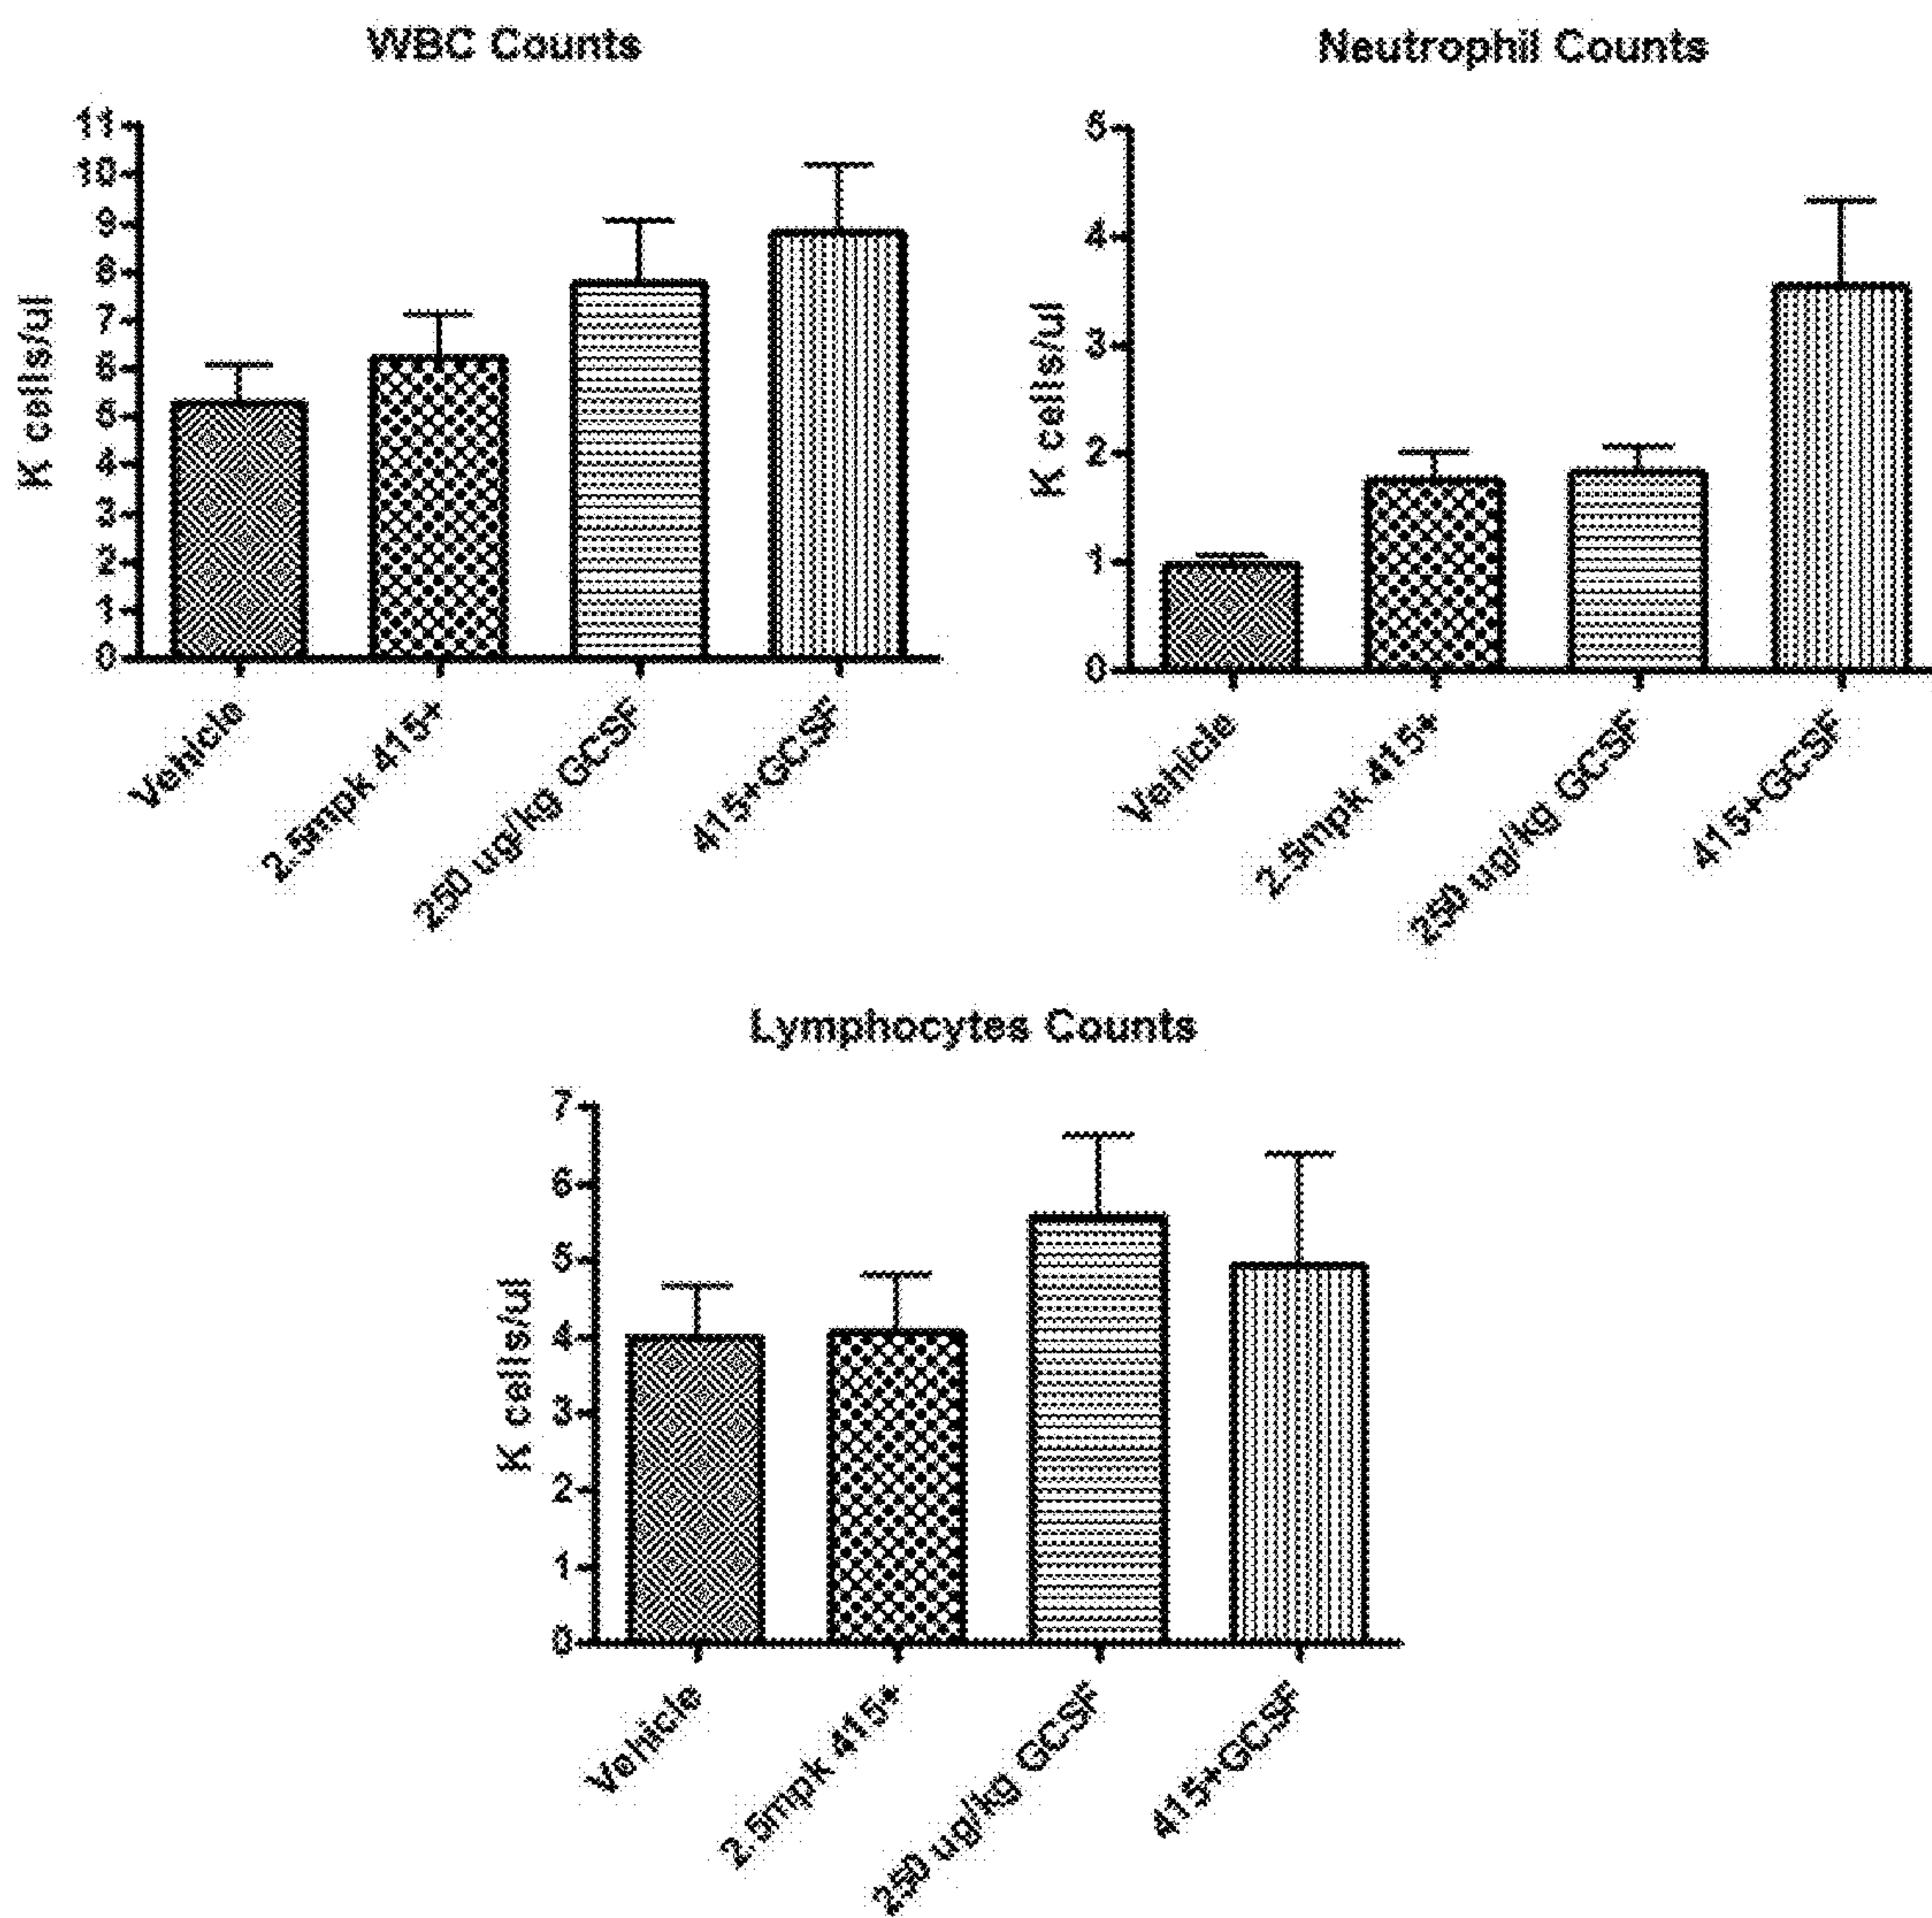 WBC Counts
K cells/ul
11
10
9
8
7
6
5
4
3
2
1
0
Vehicle
2.5mpk 415+
250 ug/kg GCSF
415+GCSF
Neutrophil Counts
K cells/ul
5
4
3
2
1
0
Vehicle
2.5mpk 415+
250 ug/kg GCSF
415+GCSF
Lymphocytes Counts
K cells/ul
7
6
5
4
3
2
1
0
Vehicle
2.5mpk 415+
250 ug/kg GCSF
415+GCSF